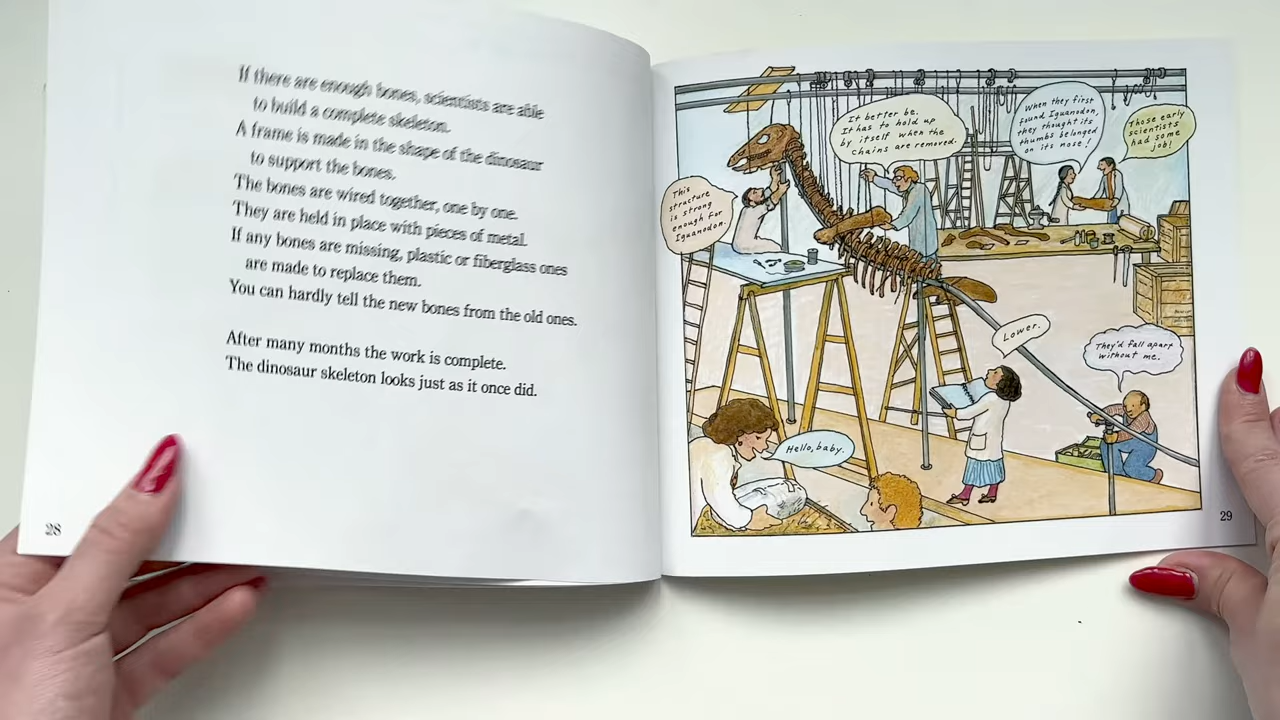 If there are enough bones, scientists are able
to build a complete skeleton.
A frame is made in the shape of the dinosaur
to support the bones.
The bones are wired together, one by one.
They are held in place with pieces of metal.
If any bones are missing, plastic or fiberglass ones
are made to replace them.
You can hardly tell the new bones from the old ones.
After many months the work is complete.
The dinosaur skeleton looks just as it once did.
28
This
structure
is strong
enough for
Iguanodon.
It better be.
It has to hold up
by itself when the
chains are removed.
When they first
found Iguanodon,
they thought its
thumbs belonged
on its nose!
Those early
scientists
had some
job!
Lower.
They'd fall apart
without me.
Hello, baby.
29